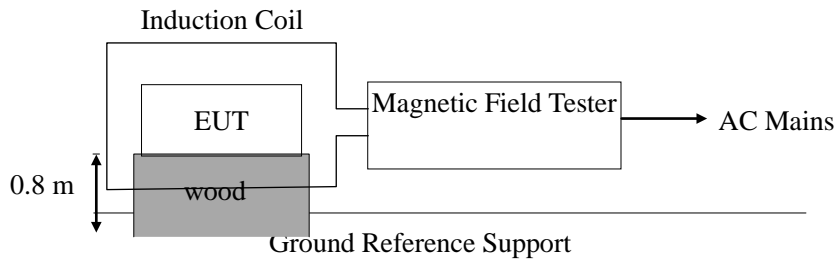 Induction Coil
EUT
Magnetic Field Tester
AC Mains
0.8 m
wood
Ground Reference Support